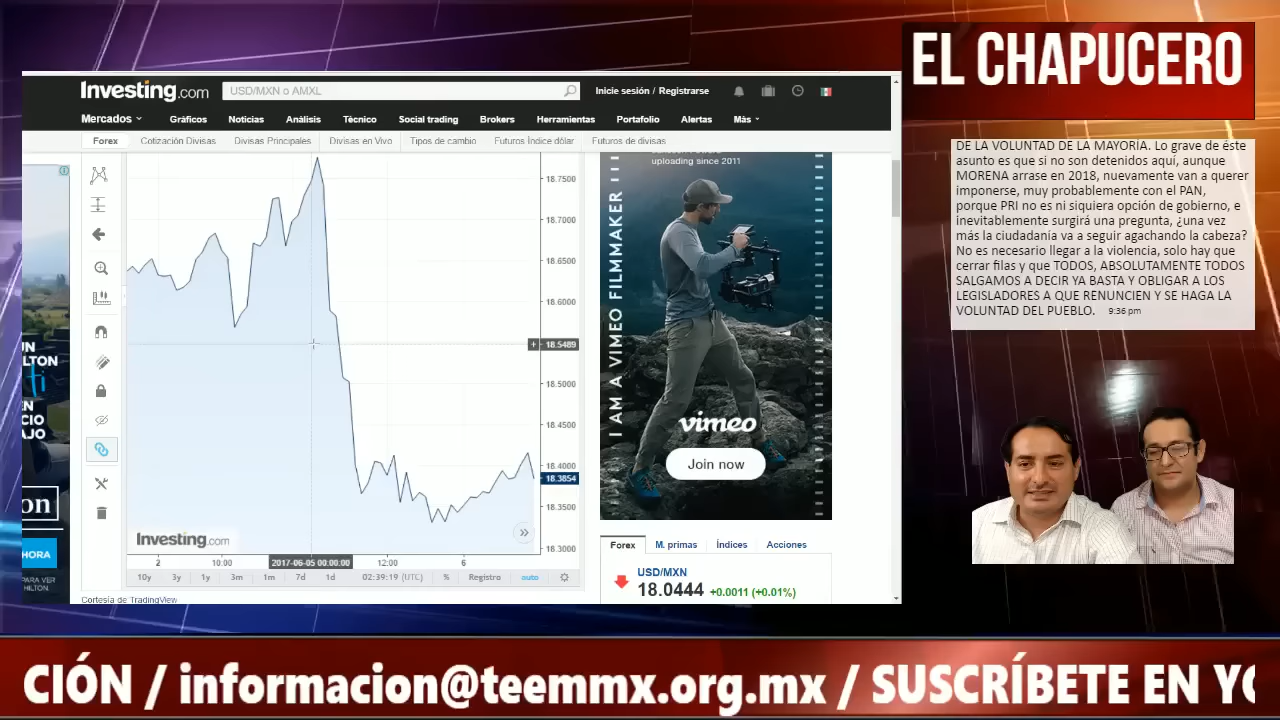 EL CHAPUCERO
Investing.com
USD/MXN o AMXL
Inicie sesión / Registrarse
Mercados
Gráficos
Noticias
Análisis
Técnico
Social trading
Brokers
Herramientas
Portafolio
Alertas
Más
Forex
Cotización Divisas
Divisas Principales
Divisas en Vivo
Tipos de cambio
Futuros Índice dólar
Futuros de divisas
DE LA VOLUNTAD DE LA MAYORÍA. Lo grave de éste
asunto es que si no son detenidos aquí, aunque
MORENA arrase en 2018, nuevamente van a querer
imponerse, muy probablemente con el PAN,
porque PRI no es ni siquiera opción de gobierno, e
inevitablemente surgirá una pregunta, ¿una vez
más la ciudadanía va a seguir agachando la cabeza?
No es necesario llegar a la violencia, solo hay que
cerrar filas y que TODOS, ABSOLUTAMENTE TODOS
SALGAMOS A DECIR YA BASTA Y OBLIGAR A LOS
LEGISLADORES A QUE RENUNCIEN Y SE HAGA LA
VOLUNTAD DEL PUEBLO. 9:36 pm
18.7500
18.7000
18.6500
18.6000
18.5489
18.5000
18.4500
18.4000
18.3854
18.3500
18.3000
Investing.com
2
10:00
2017-06-05 00:00:00
12:00
6
10y
3y
1y
3m
1m
7d
1d
02:39:19 (UTC)
%
Registro
auto
Cortesía de TradingView
uploading since 2011
I AM A VIMEO FILMMAKER
vimeo
Join now
Forex
M. primas
Índices
Acciones
USD/MXN
18.0444 +0.0011 (+0.01%)
HILTON
on
HORA
PARA VER
HILTON.
CIÓN / informacion@teemmx.org.mx / SUSCRÍBETE EN YO